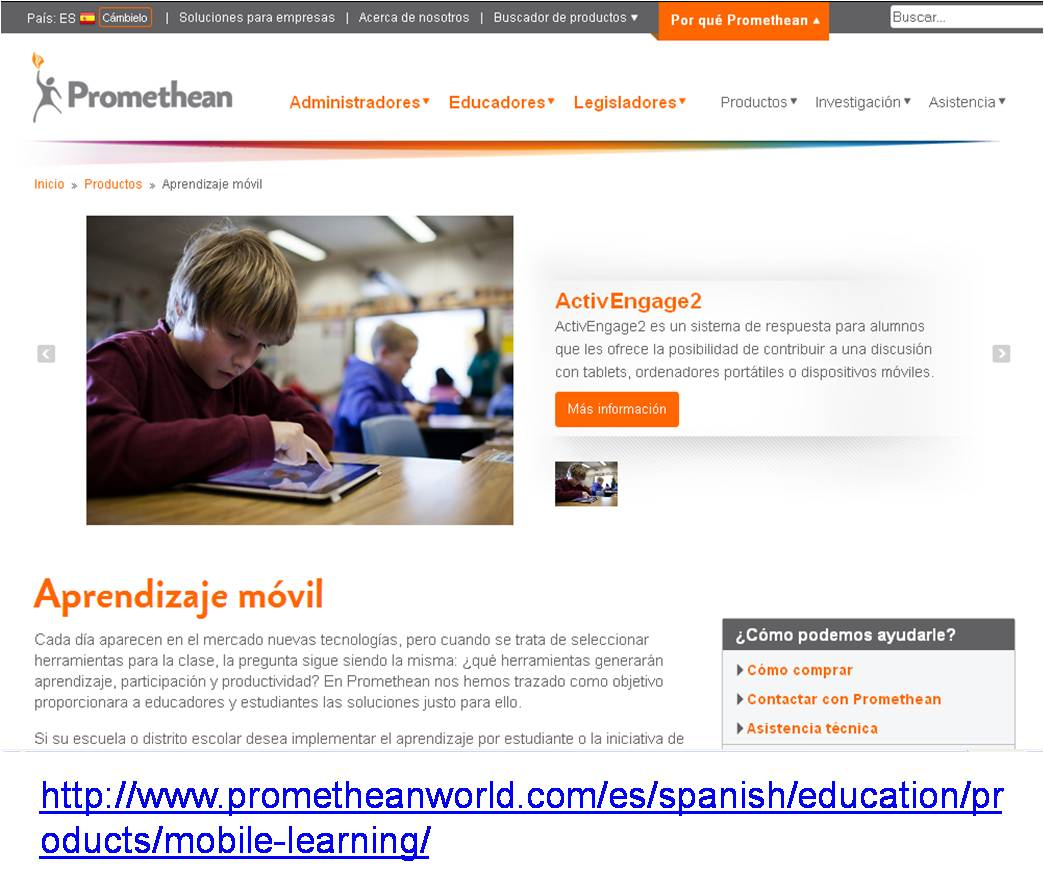 País: ES Cámbielo | Soluciones para empresas | Acerca de nosotros | Buscador de productos Por qué Promethean Buscar...
Promethean
Administradores Educadores Legisladores Productos Investigación Asistencia
Inicio » Productos » Aprendizaje móvil
ActivEngage2
ActivEngage2 es un sistema de respuesta para alumnos
que les ofrece la posibilidad de contribuir a una discusión
con tablets, ordenadores portátiles o dispositivos móviles.
Más información
Aprendizaje móvil
Cada día aparecen en el mercado nuevas tecnologías, pero cuando se trata de seleccionar
herramientas para la clase, la pregunta sigue siendo la misma: ¿qué herramientas generarán
aprendizaje, participación y productividad? En Promethean nos hemos trazado como objetivo
proporcionara a educadores y estudiantes las soluciones justo para ello.
Si su escuela o distrito escolar desea implementar el aprendizaje por estudiante o la iniciativa de
¿Cómo podemos ayudarle?
Cómo comprar
Contactar con Promethean
Asistencia técnica
http://www.prometheanworld.com/es/spanish/education/pr
oducts/mobile-learning/